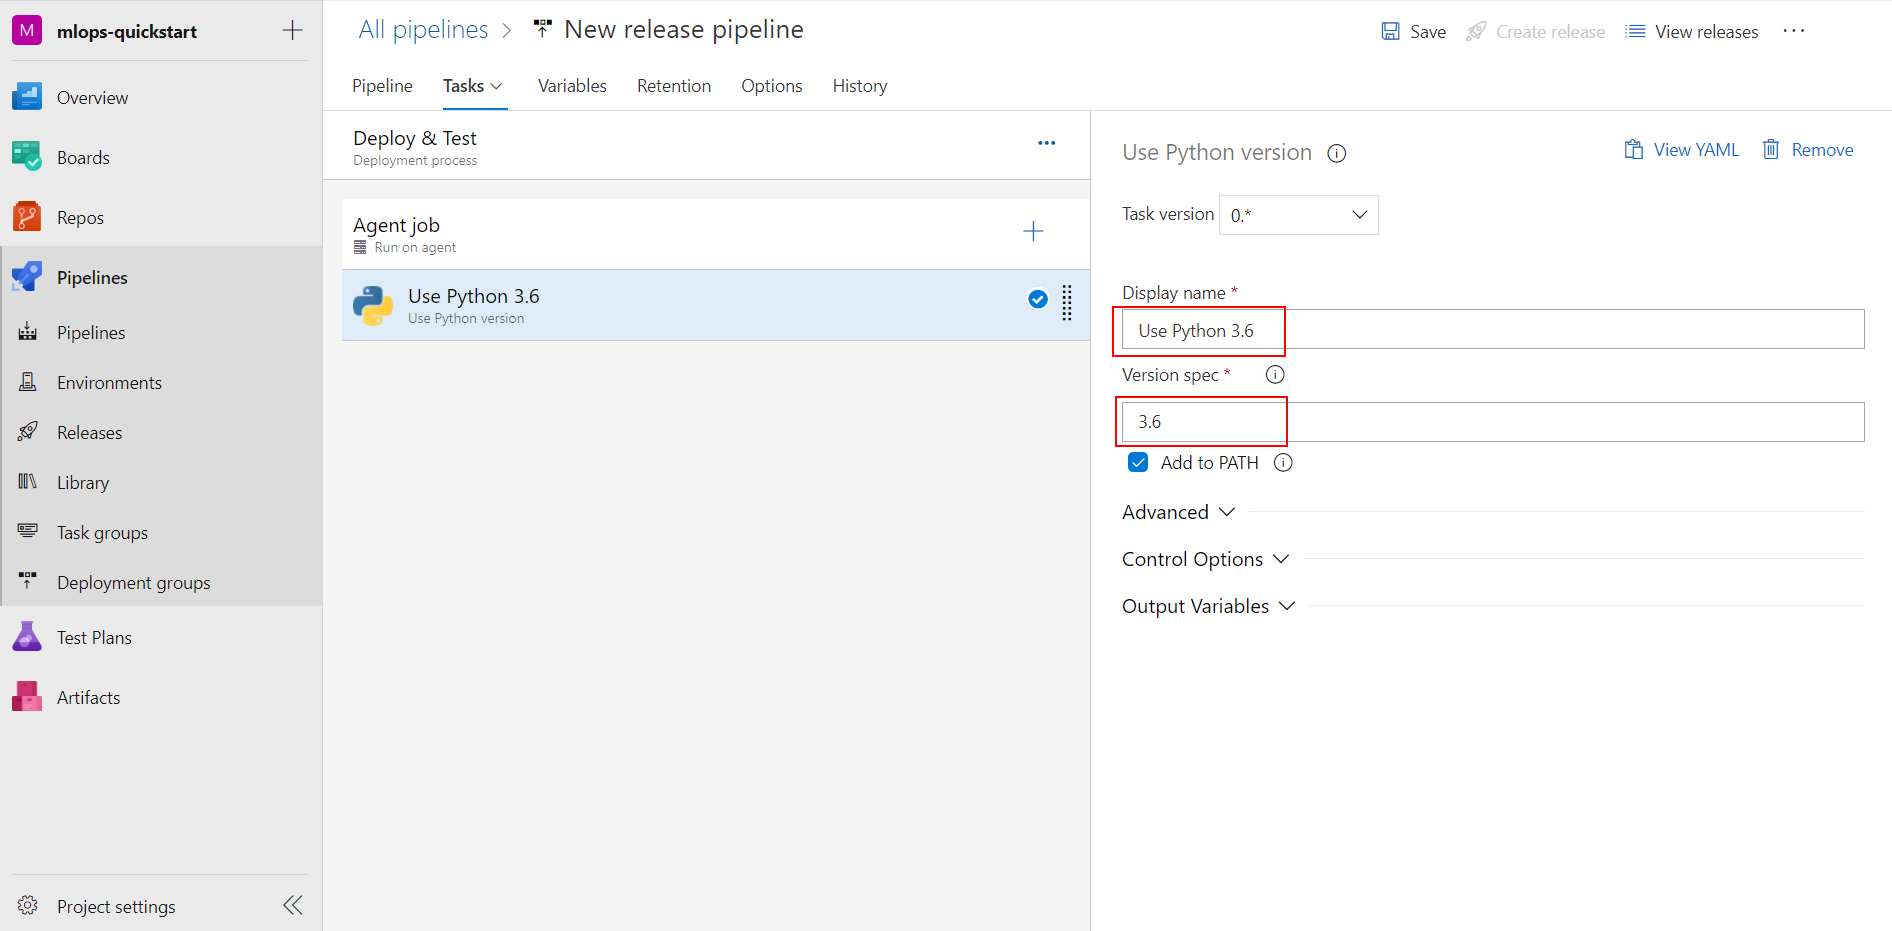 M
mlops-quickstart
Overview
Boards
Repos
Pipelines
Pipelines
Environments
Releases
Library
Task groups
Deployment groups
Test Plans
Artifacts
Project settings
All pipelines
New release pipeline
Save
Create release
View releases
Pipeline
Tasks
Variables
Retention
Options
History
Deploy & Test
Deployment process
Agent job
Run on agent
Use Python 3.6
Use Python version
Use Python version
View YAML
Remove
Task version
0.*
Display name *
Use Python 3.6
Version spec *
3.6
Add to PATH
Advanced
Control Options
Output Variables